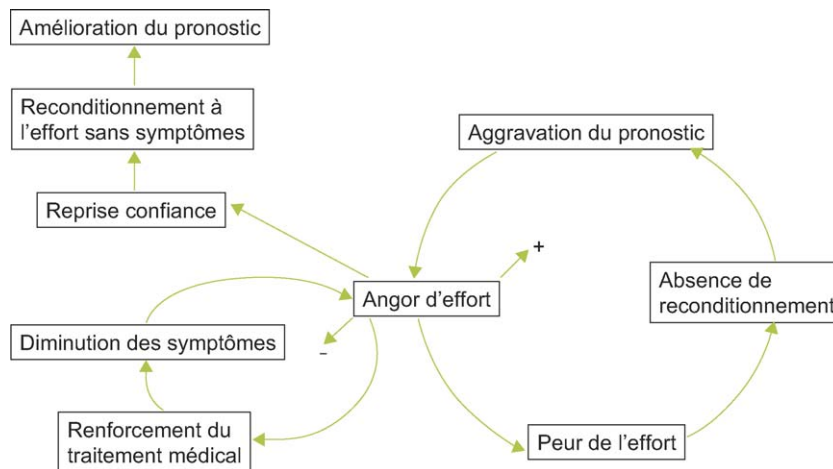 Amélioration du pronostic
Reconditionnement à
l'effort sans symptômes
Reprise confiance
Aggravation du pronostic
+
Angor d'effort
-
Absence de
reconditionnement
Diminution des symptômes
Renforcement du
traitement médical
Peur de l'effort